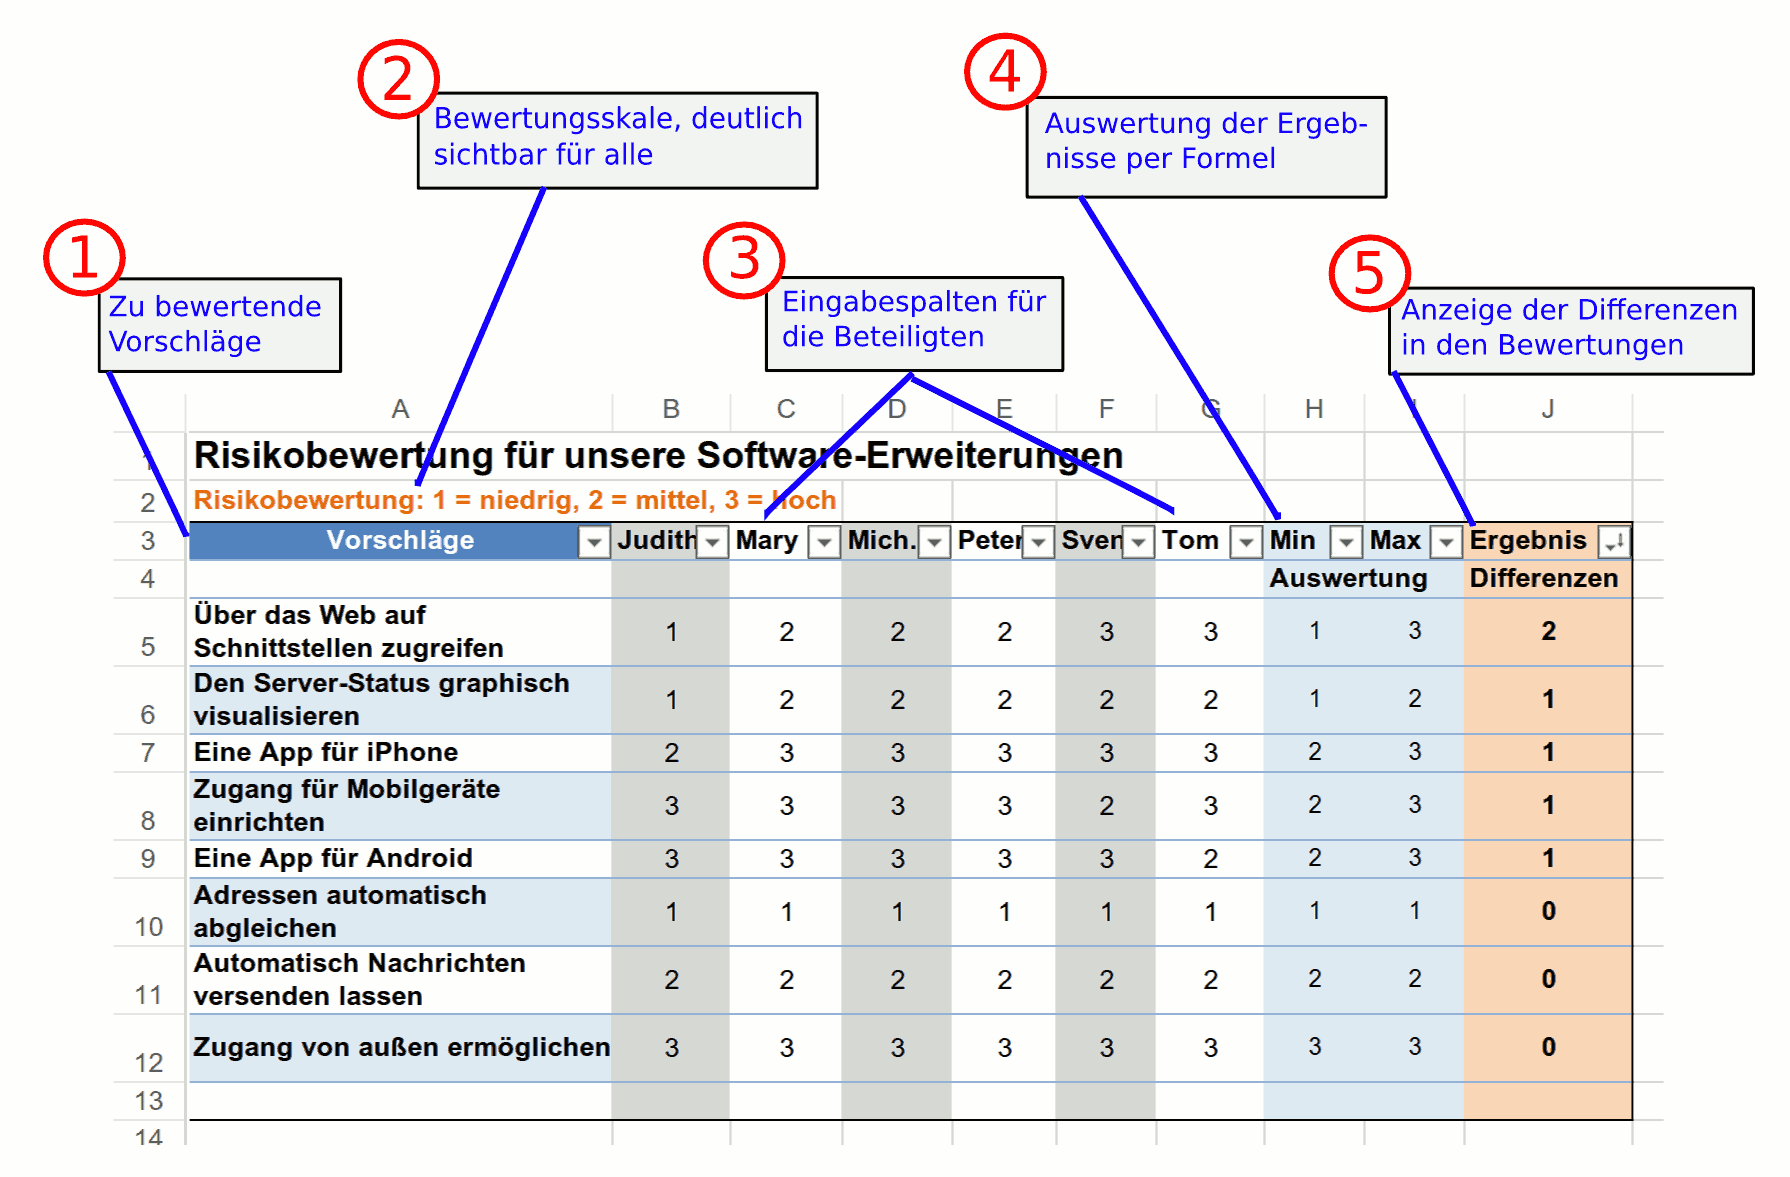 2
Bewertungsskale, deutlich
sichtbar für alle
4
Auswertung der Ergeb-
nisse per Formel
1
Zu bewertende
Vorschläge
3
Eingabespalten für
die Beteiligten
5
Anzeige der Differenzen
in den Bewertungen
A B C D E F G H I J
1 Risikobewertung für unsere Software-Erweiterungen
2 Risikobewertung: 1 = niedrig, 2 = mittel, 3 = hoch
3 Vorschläge Judith Mary Mich. Peter Sven Tom Min Max Ergebnis
4 Auswertung Differenzen
Über das Web auf
5 Schnittstellen zugreifen 1 2 2 2 3 3 1 3 2
Den Server-Status graphisch
6 visualisieren 1 2 2 2 2 2 1 2 1
7 Eine App für iPhone 2 3 3 3 3 3 2 3 1
Zugang für Mobilgeräte
8 einrichten 3 3 3 3 2 3 2 3 1
9 Eine App für Android 3 3 3 3 3 2 2 3 1
Adressen automatisch
10 abgleichen 1 1 1 1 1 1 1 1 0
Automatisch Nachrichten
11 versenden lassen 2 2 2 2 2 2 2 2 0
12 Zugang von außen ermöglichen 3 3 3 3 3 3 3 3 0
13
14